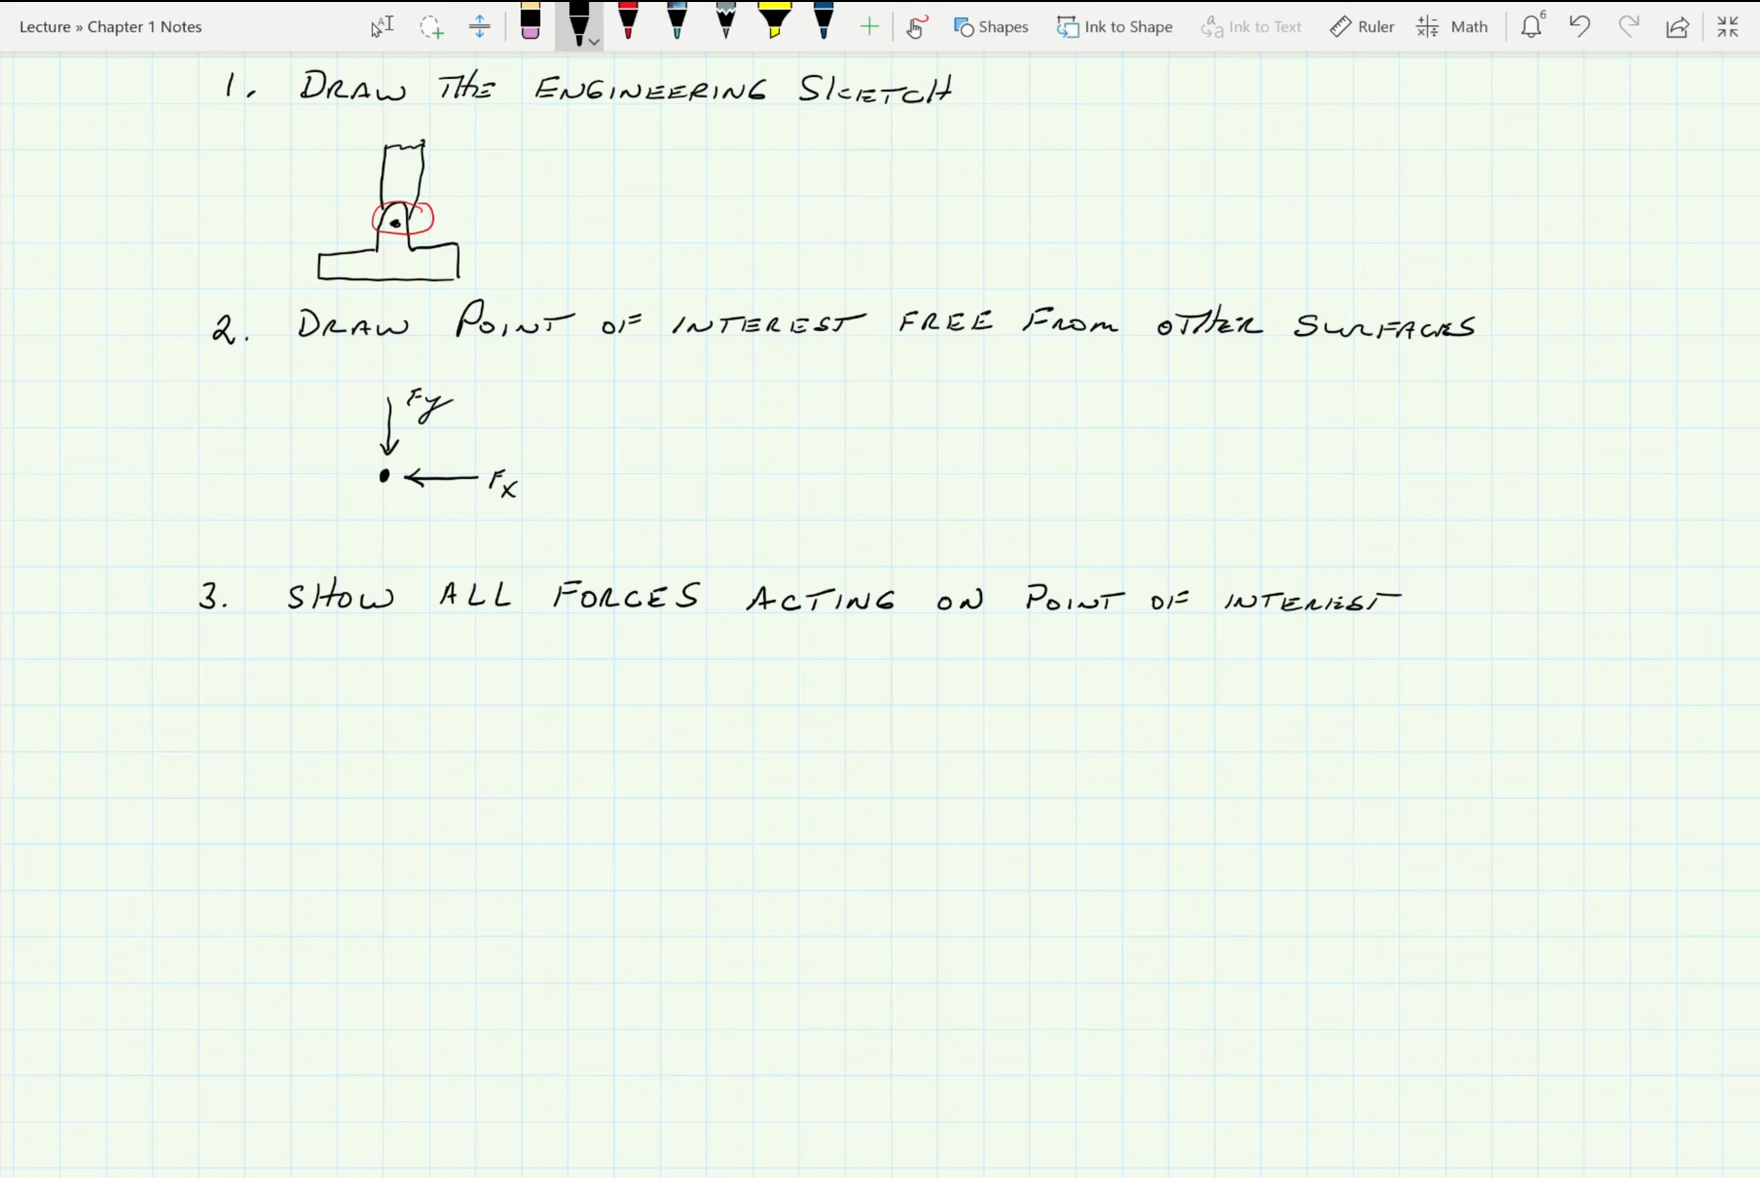 Lecture » Chapter 1 Notes
Shapes
Ink to Shape
Ink to Text
Ruler
Math
6
1. DRAW THE ENGINEERING SKETCH
2. DRAW POINT OF INTEREST FREE FROM OTHER SURFACES
Fy
Fx
3. SHOW ALL FORCES ACTING ON POINT OF INTEREST